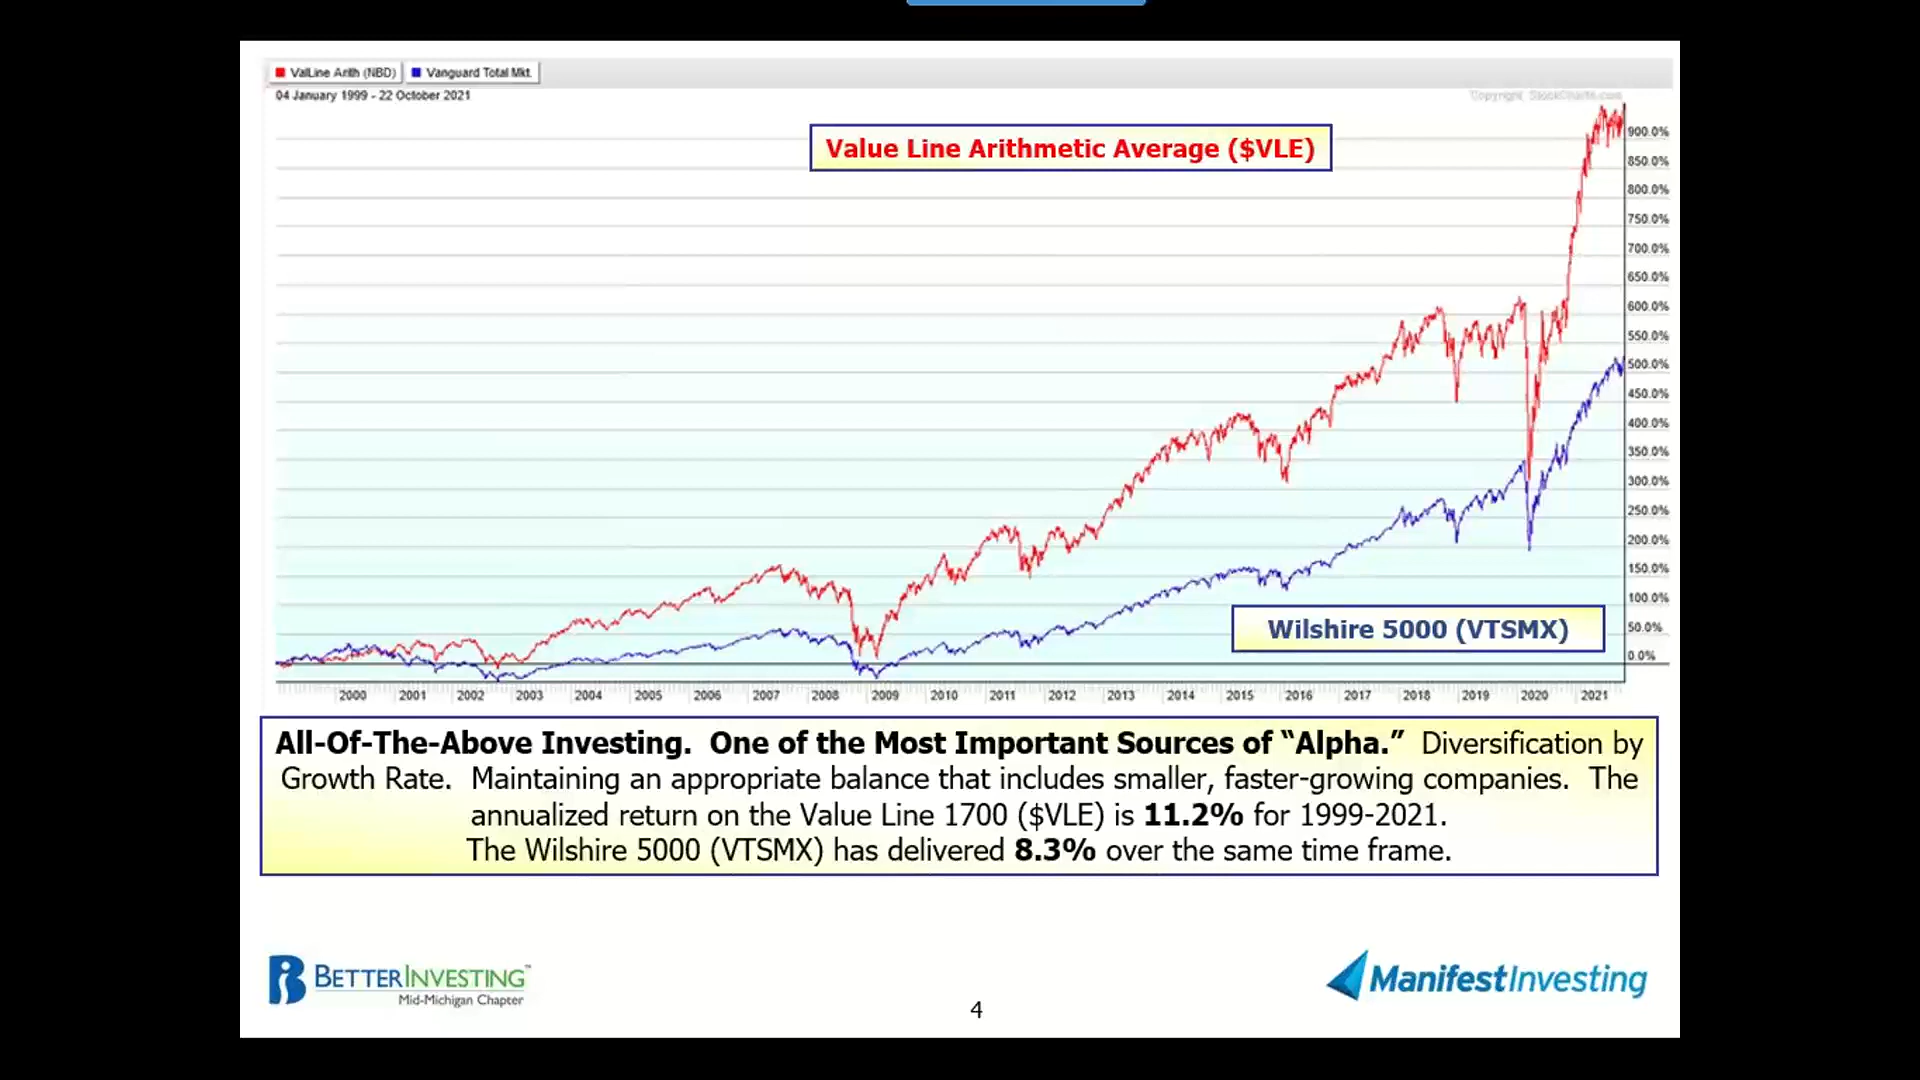 ValLine Arith (NBD) Vanguard Total Mkt.
04 January 1999 - 22 October 2021
Copyright, StockCharts.com
Value Line Arithmetic Average ($VLE)
900.0%
850.0%
800.0%
750.0%
700.0%
650.0%
600.0%
550.0%
500.0%
450.0%
400.0%
350.0%
300.0%
250.0%
200.0%
150.0%
100.0%
50.0%
0.0%
Wilshire 5000 (VTSMX)
2000 2001 2002 2003 2004 2005 2006 2007 2008 2009 2010 2011 2012 2013 2014 2015 2016 2017 2018 2019 2020 2021
All-Of-The-Above Investing. One of the Most Important Sources of “Alpha.” Diversification by
Growth Rate. Maintaining an appropriate balance that includes smaller, faster-growing companies. The
annualized return on the Value Line 1700 ($VLE) is 11.2% for 1999-2021.
The Wilshire 5000 (VTSMX) has delivered 8.3% over the same time frame.
BETTERINVESTING™
Mid-Michigan Chapter
ManifestInvesting
4